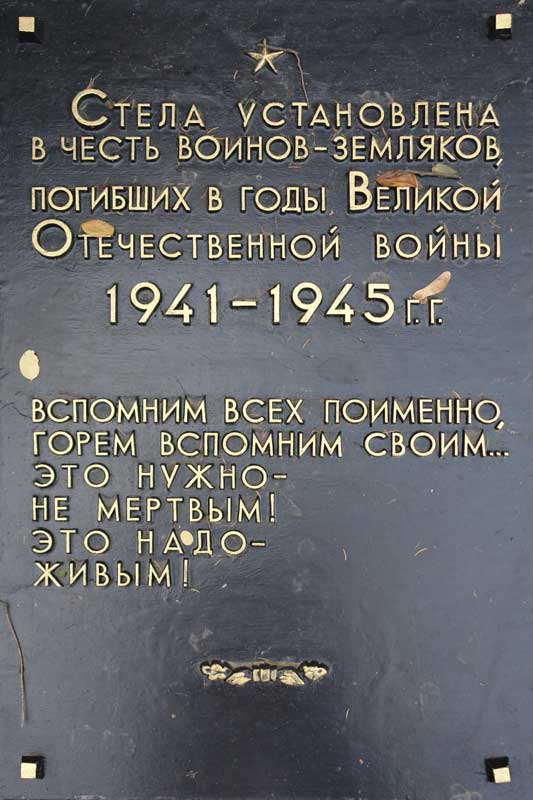 Стела установлена
в честь воинов-земляков,
погибших в годы Великой
Отечественной войны
1941-1945 г.г.
ВСПОМНИМ ВСЕХ ПОИМЕННО,
ГОРЕМ ВСПОМНИМ СВОИМ...
ЭТО НУЖНО-
НЕ МЕРТВЫМ!
ЭТО НАДО-
ЖИВЫМ!